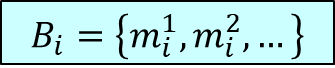 B_i = {m_i^1, m_i^2, …}